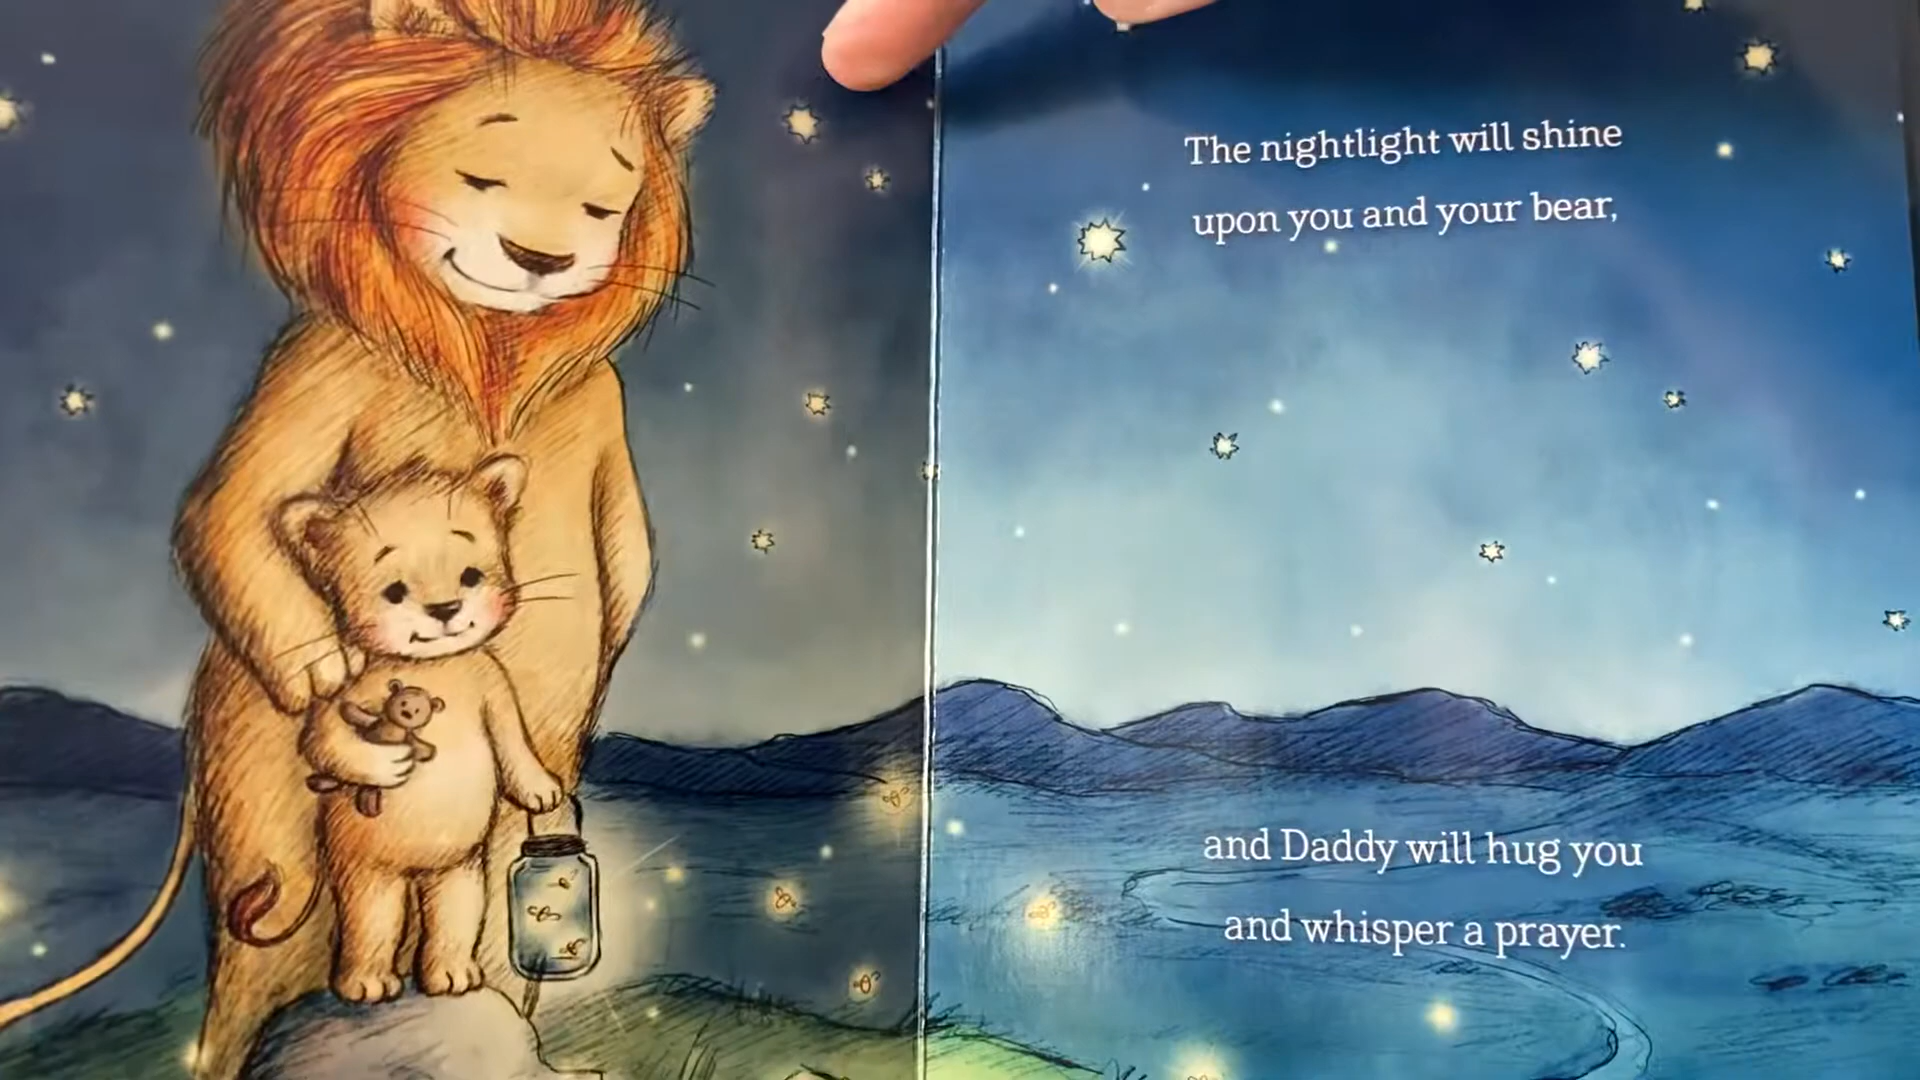 The nightlight will shine
upon you and your bear,
and Daddy will hug you
and whisper a prayer.